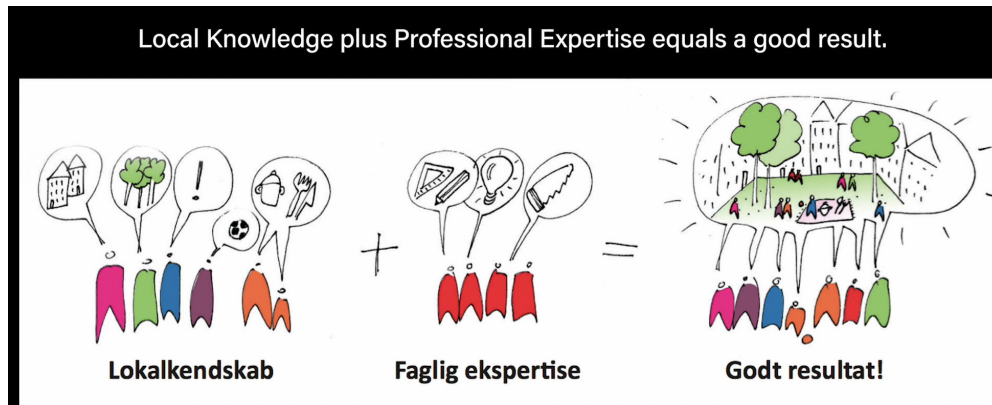 Local Knowledge plus Professional Expertise equals a good result.
!
+
=
Lokalkendskab
Faglig ekspertise
Godt resultat!